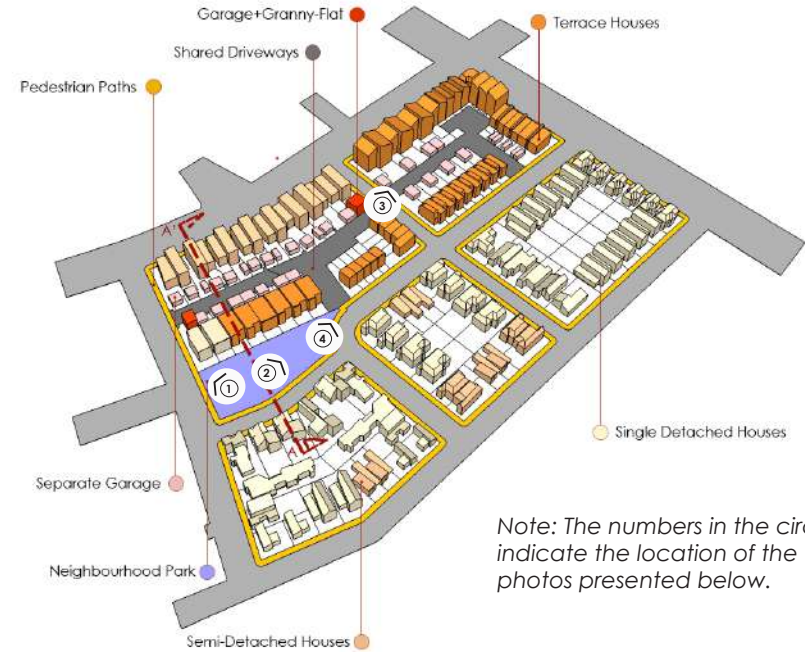 Garage+Granny-Flat
Terrace Houses
Shared Driveways
Pedestrian Paths
A'
3
4
2
1
A
Single Detached Houses
Separate Garage
Note: The numbers in the circ
indicate the location of the
photos presented below.
Neighbourhood Park
Semi-Detached Houses